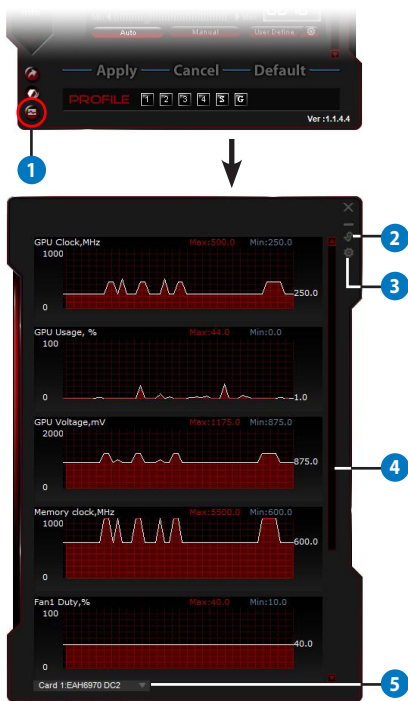 Auto Manual User Define
Apply Cancel Default
PROFILE 1 2 3 4 S G
Ver :1.1.4.4
1
2
3
GPU Clock,MHz Max:500.0 Min:250.0
1000
250.0
0
GPU Usage, % Max:44.0 Min:0.0
100
0
1.0
GPU Voltage,mV Max:1175.0 Min:875.0
2000
875.0
0
4
Memory clock,MHz Max:5500.0 Min:600.0
1000
600.0
0
Fan1 Duty,% Max:40.0 Min:10.0
100
40.0
0
Card 1:EAH6970 DC2
5